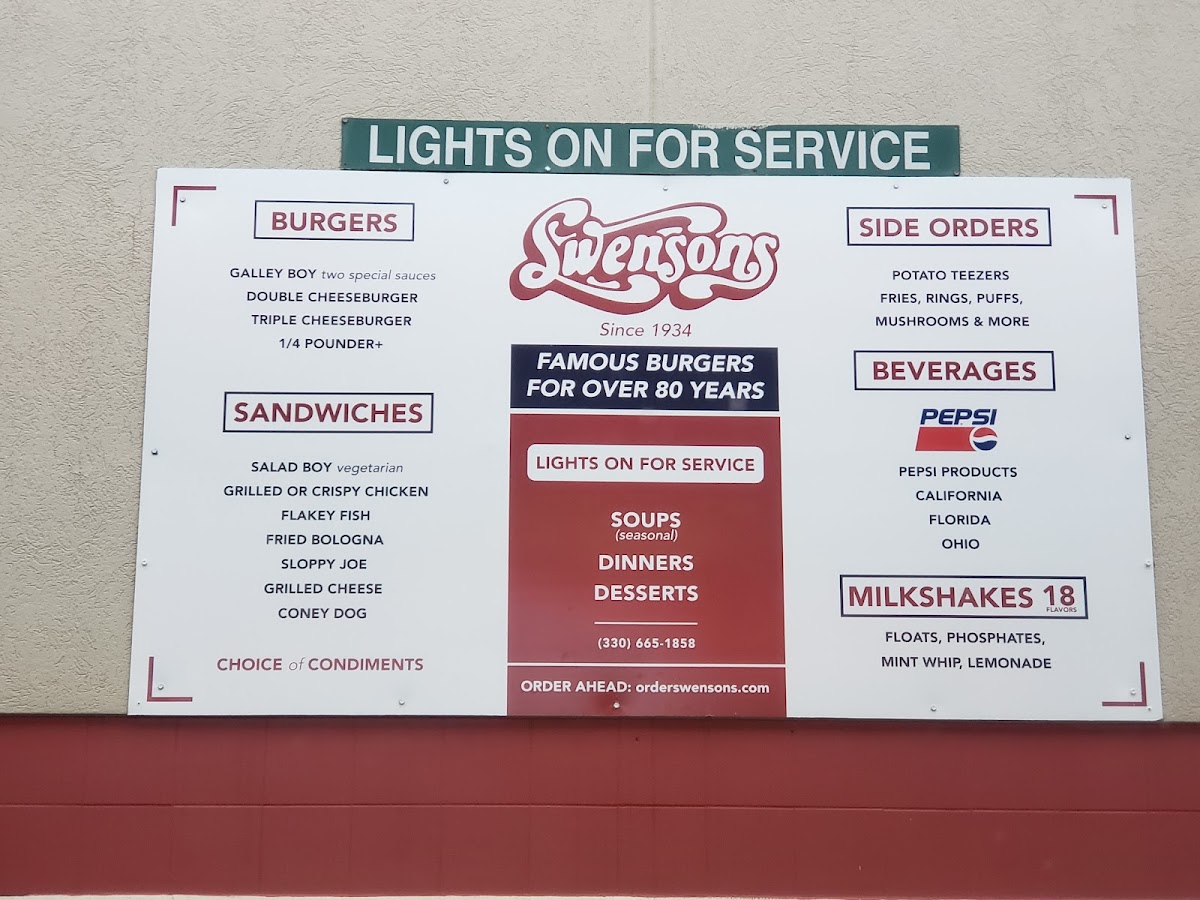 LIGHTS ON FOR SERVICE
BURGERS
GALLEY BOY two special sauces
DOUBLE CHEESEBURGER
TRIPLE CHEESEBURGER
1/4 POUNDER+
SANDWICHES
SALAD BOY vegetarian
GRILLED OR CRISPY CHICKEN
FLAKEY FISH
FRIED BOLOGNA
SLOPPY JOE
GRILLED CHEESE
CONEY DOG
CHOICE of CONDIMENTS
Swensons
Since 1934
FAMOUS BURGERS
FOR OVER 80 YEARS
LIGHTS ON FOR SERVICE
SOUPS
(seasonal)
DINNERS
DESSERTS
(330) 665-1858
ORDER AHEAD: orderswensons.com
SIDE ORDERS
POTATO TEEZERS
FRIES, RINGS, PUFFS,
MUSHROOMS & MORE
BEVERAGES
PEPSI
PEPSI PRODUCTS
CALIFORNIA
FLORIDA
OHIO
MILKSHAKES 18
FLAVORS
FLOATS, PHOSPHATES,
MINT WHIP, LEMONADE